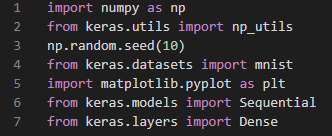 1 import numpy as np
2 from keras.utils import np_utils
3 np.random.seed(10)
4 from keras.datasets import mnist
5 import matplotlib.pyplot as plt
6 from keras.models import Sequential
7 from keras.layers import Dense